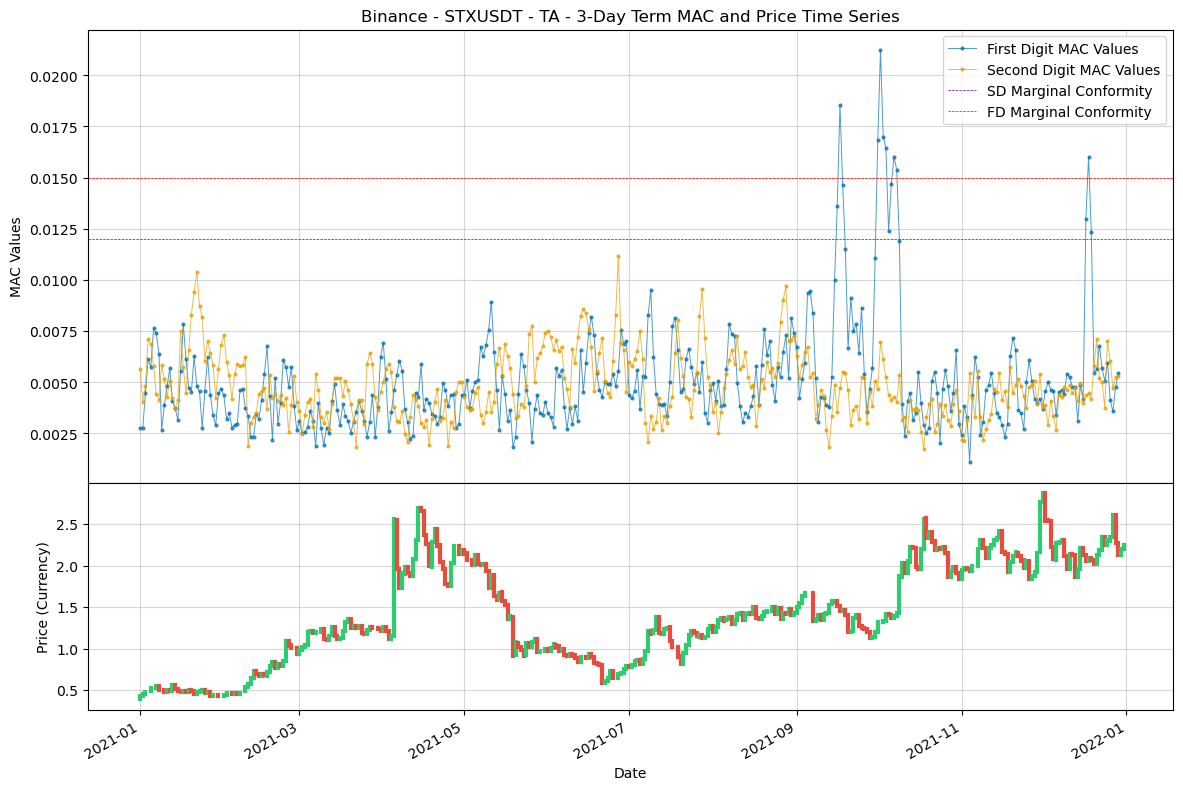 Binance - STXUSDT - TA - 3-Day Term MAC and Price Time Series
First Digit MAC Values
Second Digit MAC Values
SD Marginal Conformity
FD Marginal Conformity
MAC Values
0.0200
0.0175
0.0150
0.0125
0.0100
0.0075
0.0050
0.0025
Price (Currency)
2.5
2.0
1.5
1.0
0.5
2021-01
2021-03
2021-05
2021-07
2021-09
2021-11
2022-01
Date